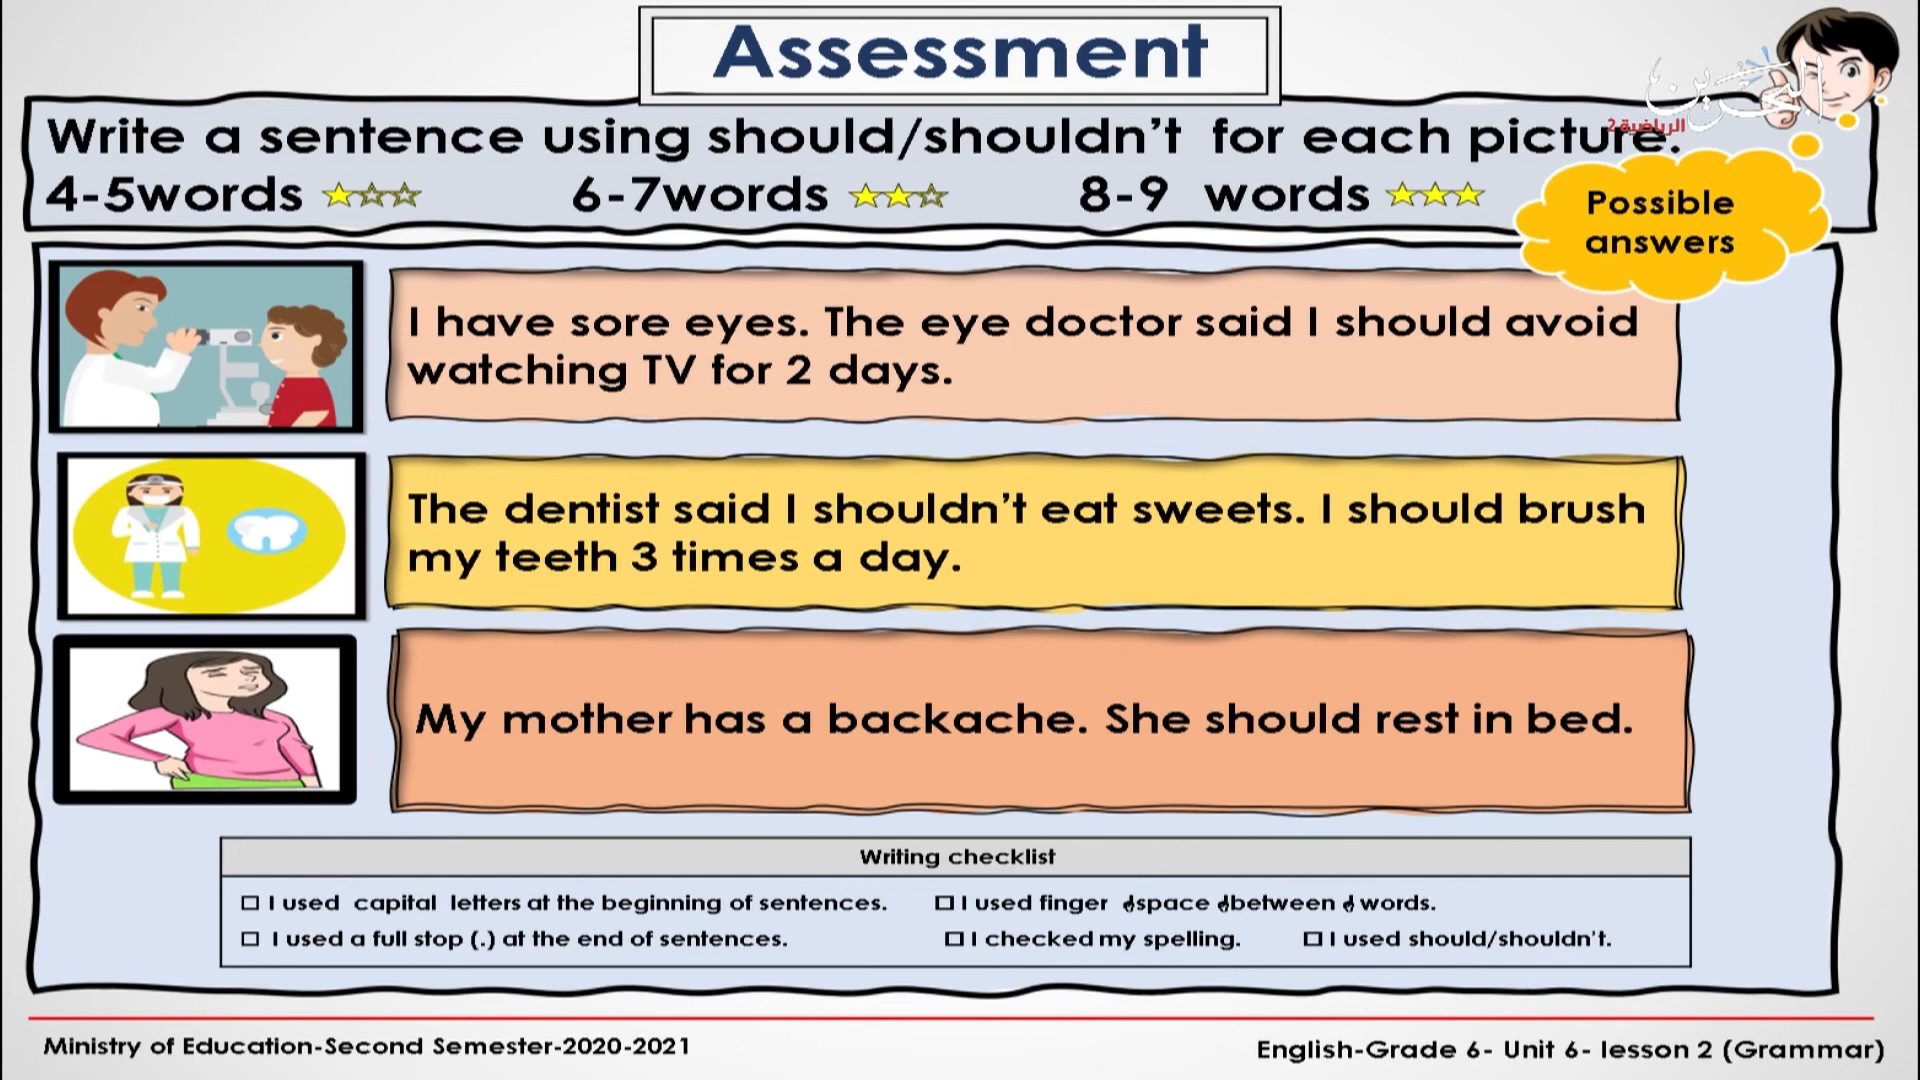 Assessment
البحرين
الرياضية 2
Write a sentence using should/shouldn’t for each picture.
4-5words 6-7words 8-9 words
Possible
answers
I have sore eyes. The eye doctor said I should avoid
watching TV for 2 days.
The dentist said I shouldn’t eat sweets. I should brush
my teeth 3 times a day.
My mother has a backache. She should rest in bed.
Writing checklist
☐ I used capital letters at the beginning of sentences. ☐ I used finger space between words.
☐ I used a full stop (.) at the end of sentences. ☐ I checked my spelling. ☐ I used should/shouldn’t.
Ministry of Education-Second Semester-2020-2021
English-Grade 6- Unit 6- lesson 2 (Grammar)